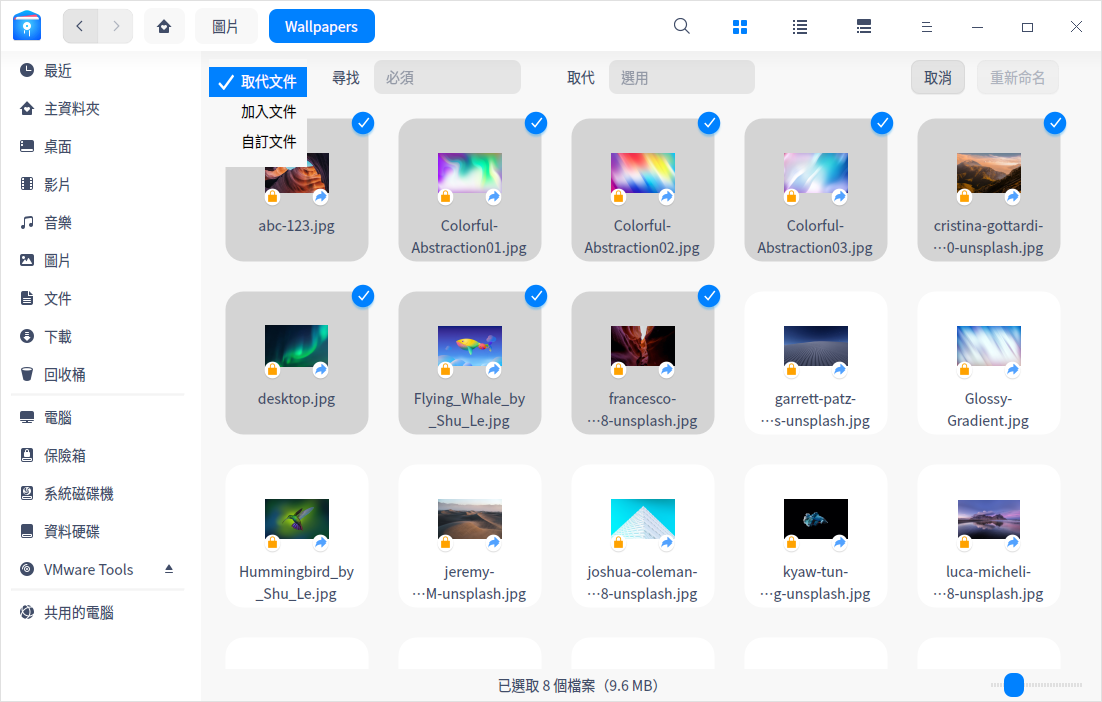 圖片
Wallpapers
最近
主資料夾
桌面
影片
音樂
圖片
文件
下載
回收桶
電腦
保險箱
系統磁碟機
資料硬碟
VMware Tools
共用的電腦
取代文件
加入文件
自訂文件
尋找
必須
取代
選用
取消
重新命名
abc-123.jpg
Colorful-
Abstraction01.jpg
Colorful-
Abstraction02.jpg
Colorful-
Abstraction03.jpg
cristina-gottardi-
⋯0-unsplash.jpg
desktop.jpg
Flying_Whale_by
_Shu_Le.jpg
francesco-
⋯8-unsplash.jpg
garrett-patz-
⋯s-unsplash.jpg
Glossy-
Gradient.jpg
Hummingbird_by
_Shu_Le.jpg
jeremy-
⋯M-unsplash.jpg
joshua-coleman-
⋯8-unsplash.jpg
kyaw-tun-
⋯g-unsplash.jpg
luca-micheli-
⋯8-unsplash.jpg
已選取 8 個檔案（9.6 MB）